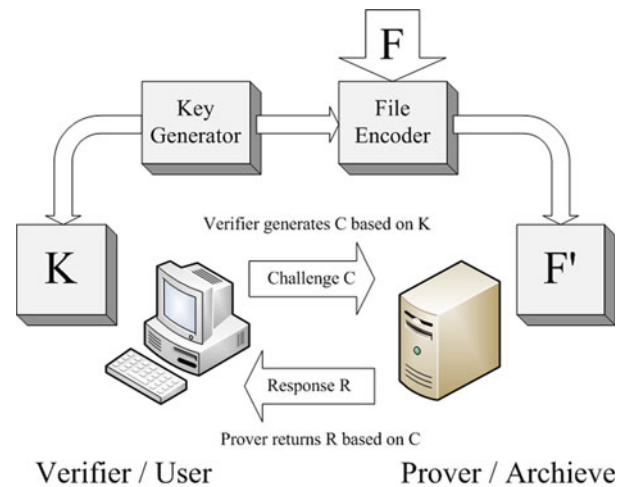 F
Key
Generator
File
Encoder
Verifier generates C based on K
K
Challenge C
F'
Response R
Prover returns R based on C
Verifier / User
Prover / Archieve